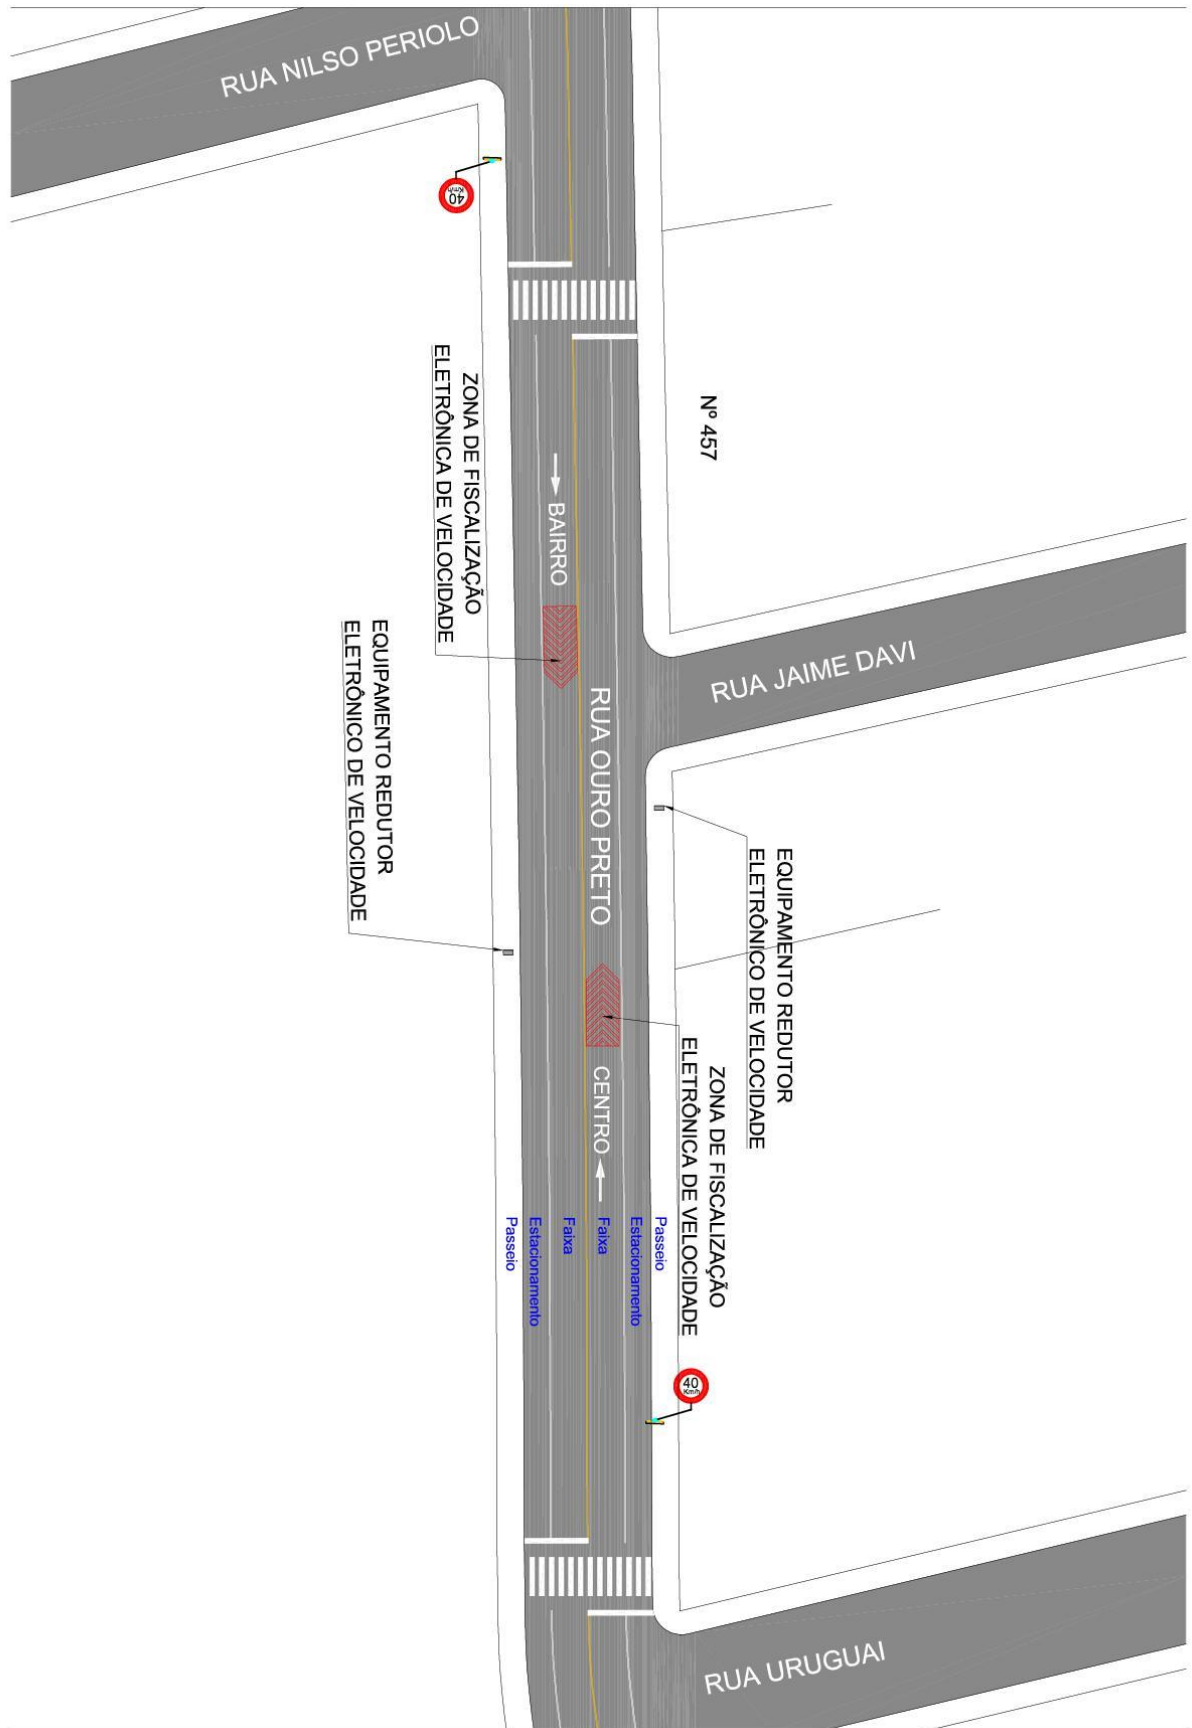 RUA NILSO PERIOLO
40
Km/h
Nº 457
ZONA DE FISCALIZAÇÃO
ELETRÔNICA DE VELOCIDADE
BAIRRO
EQUIPAMENTO REDUTOR
ELETRÔNICO DE VELOCIDADE
RUA JAIME DAVI
RUA OURO PRETO
EQUIPAMENTO REDUTOR
ELETRÔNICO DE VELOCIDADE
ZONA DE FISCALIZAÇÃO
ELETRÔNICA DE VELOCIDADE
CENTRO
Passeio
Estacionamento
Faixa
Faixa
Estacionamento
Passeio
40
Km/h
RUA URUGUAI